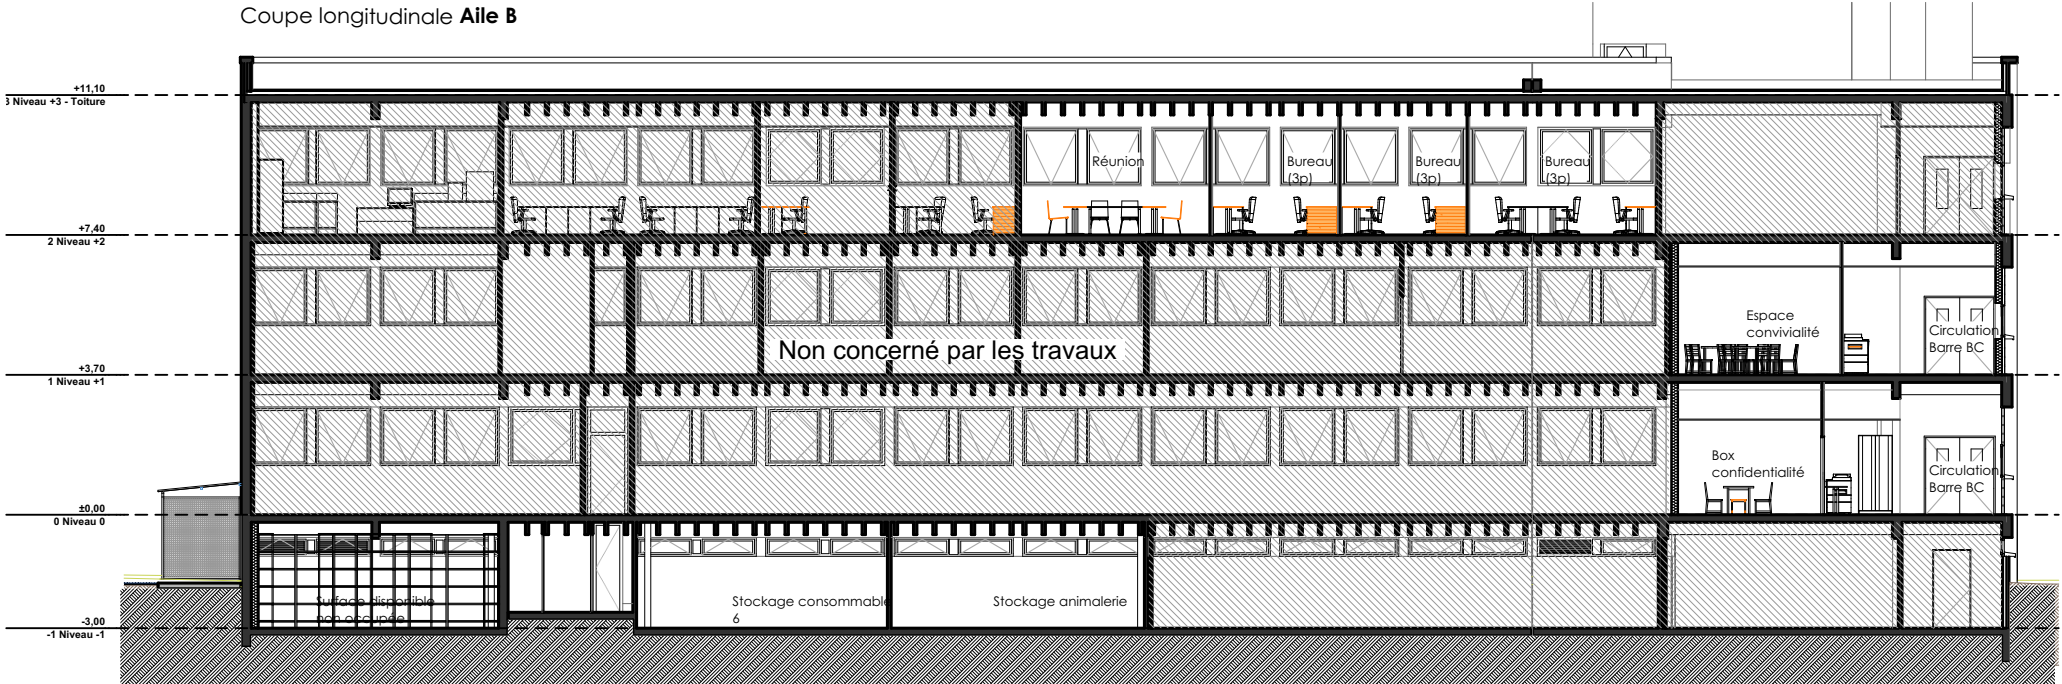 Coupe longitudinale Aile B
+11,10
3 Niveau +3 - Toiture
Réunion
Bureau
(3p)
Bureau
(3p)
Bureau
(3p)
+7,40
2 Niveau +2
Espace
convivialité
Circulation
Barre BC
Non concerné par les travaux
+3,70
1 Niveau +1
Box
confidentialité
Circulation
Barre BC
±0,00
0 Niveau 0
Surface disponible
non occupée
Stockage consommable
6
Stockage animalerie
-3,00
-1 Niveau -1